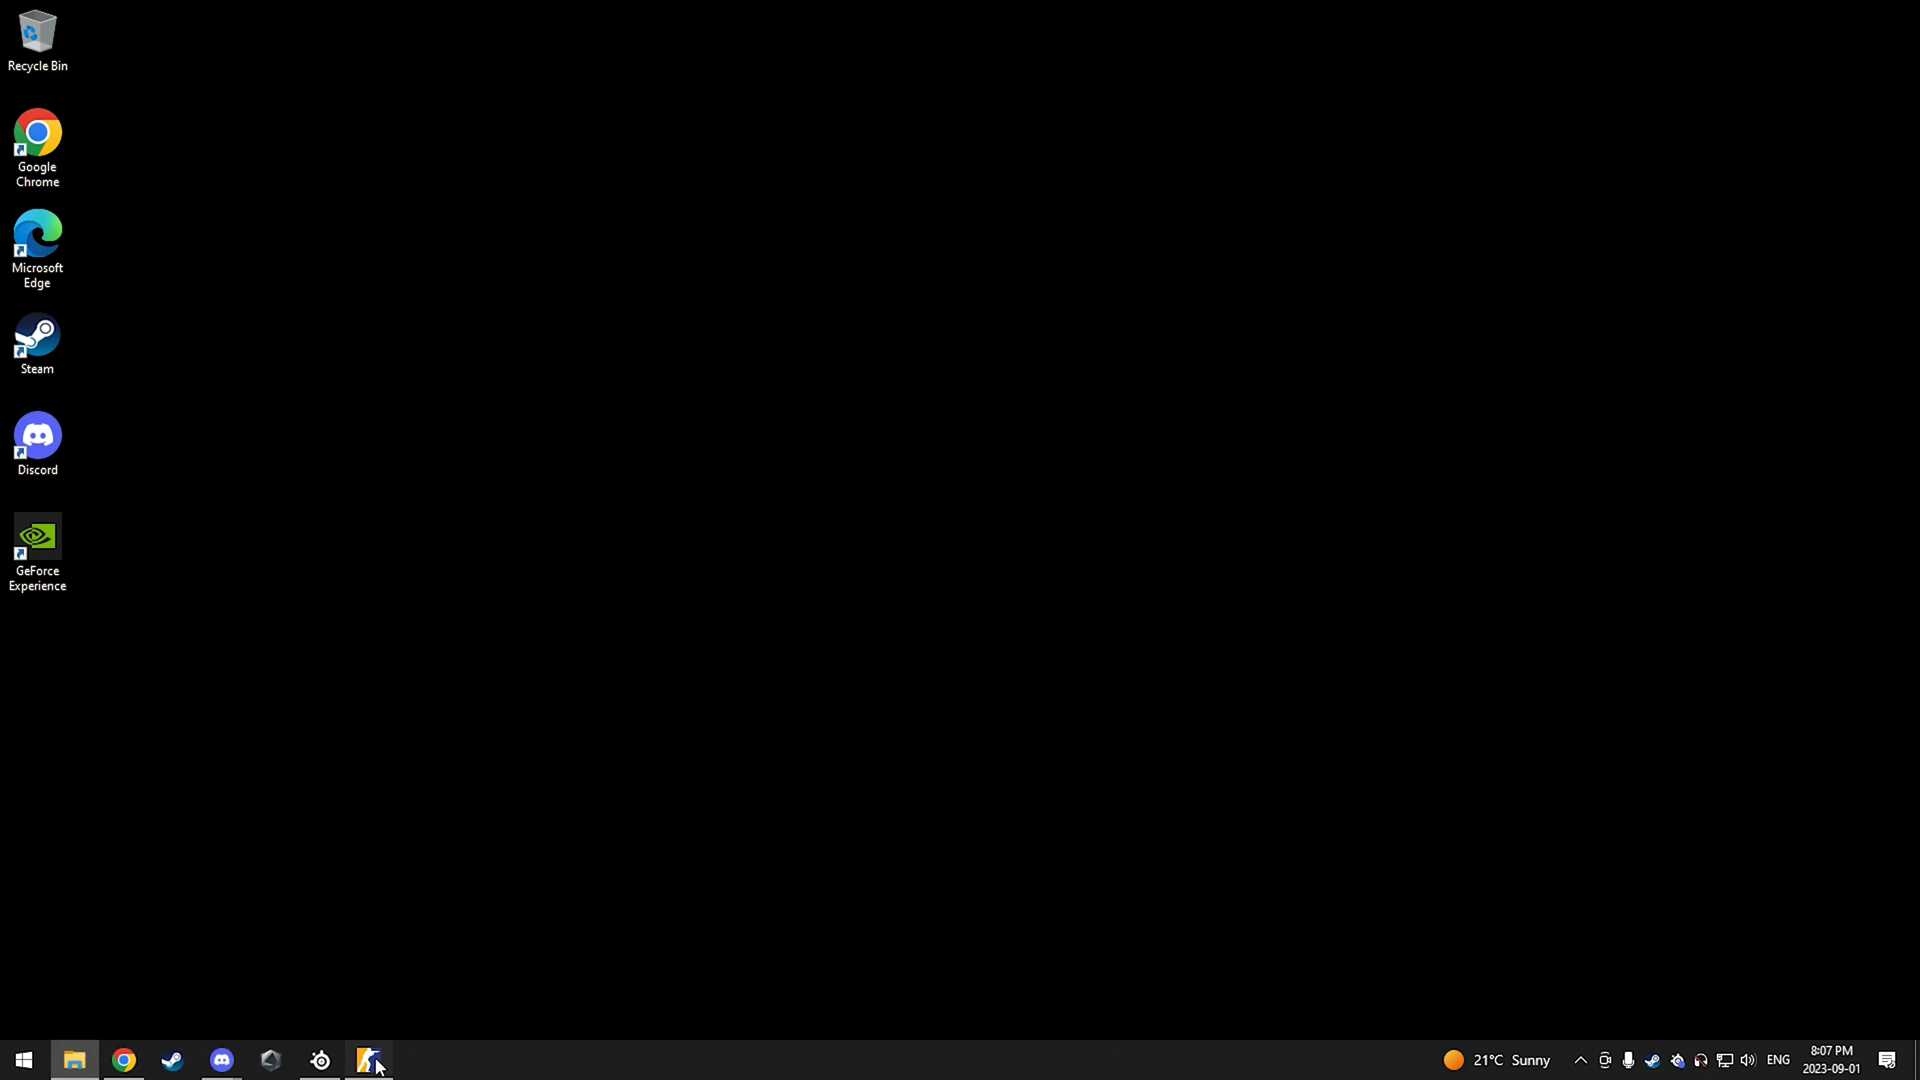 Recycle Bin
Google
Chrome
Microsoft
Edge
Steam
Discord
GeForce
Experience
21°C Sunny
ENG
8:07 PM
2023-09-01